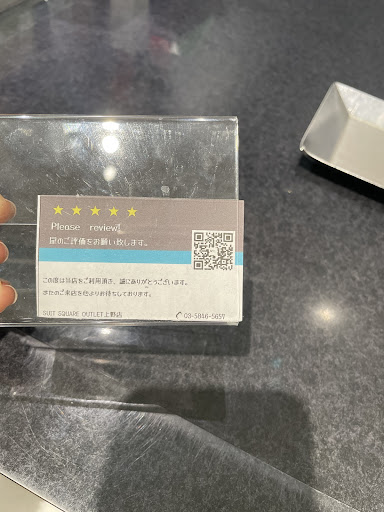 ★★★★★
Please review!
星のご評価をお願い致します。
この度は当店をご利用頂き、誠にありがとうございます。
またのご来店を心よりお待ちしております。
SUIT SQUARE OUTLET上野店
03-5846-5657